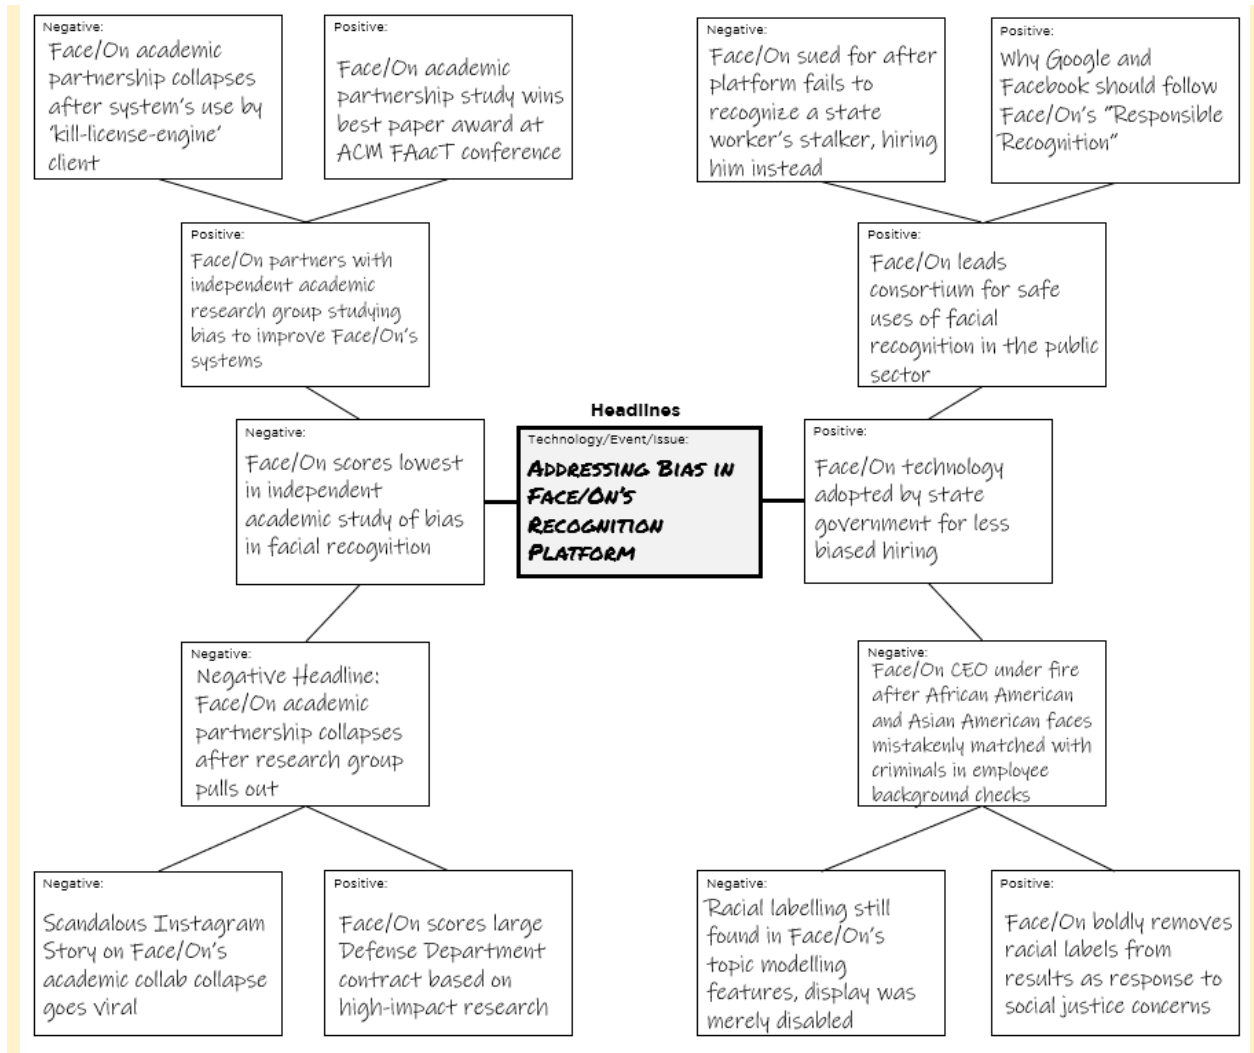 Negative:
Face/On academic
partnership collapses
after system's use by
'kill-license-engine'
client
Positive:
Face/On academic
partnership study wins
best paper award at
ACM FAacT conference
Negative:
Face/On sued for after
platform fails to
recognize a state
worker's stalker, hiring
him instead
Positive:
Why Google and
Facebook should follow
Face/On's "Responsible
Recognition"
Positive:
Face/On partners with
independent academic
research group studying
bias to improve Face/On's
systems
Positive:
Face/On leads
consortium for safe
uses of facial
recognition in the public
sector
Negative:
Face/On scores lowest
in independent
academic study of bias
in facial recognition
Headlines
Technology/Event/Issue:
Addressing Bias in
Face/On's
Recognition
Platform
Positive:
Face/On technology
adopted by state
government for less
biased hiring
Negative:
Negative Headline:
Face/On academic
partnership collapses
after research group
pulls out
Negative:
Face/On CEO under fire
after African American
and Asian American faces
mistakenly matched with
criminals in employee
background checks
Negative:
Scandalous Instagram
Story on Face/On's
academic collab collapse
goes viral
Positive:
Face/On scores large
Defense Department
contract based on
high-impact research
Negative:
Racial labelling still
found in Face/On's
topic modelling
features, display was
merely disabled
Positive:
Face/On boldly removes
racial labels from
results as response to
social justice concerns